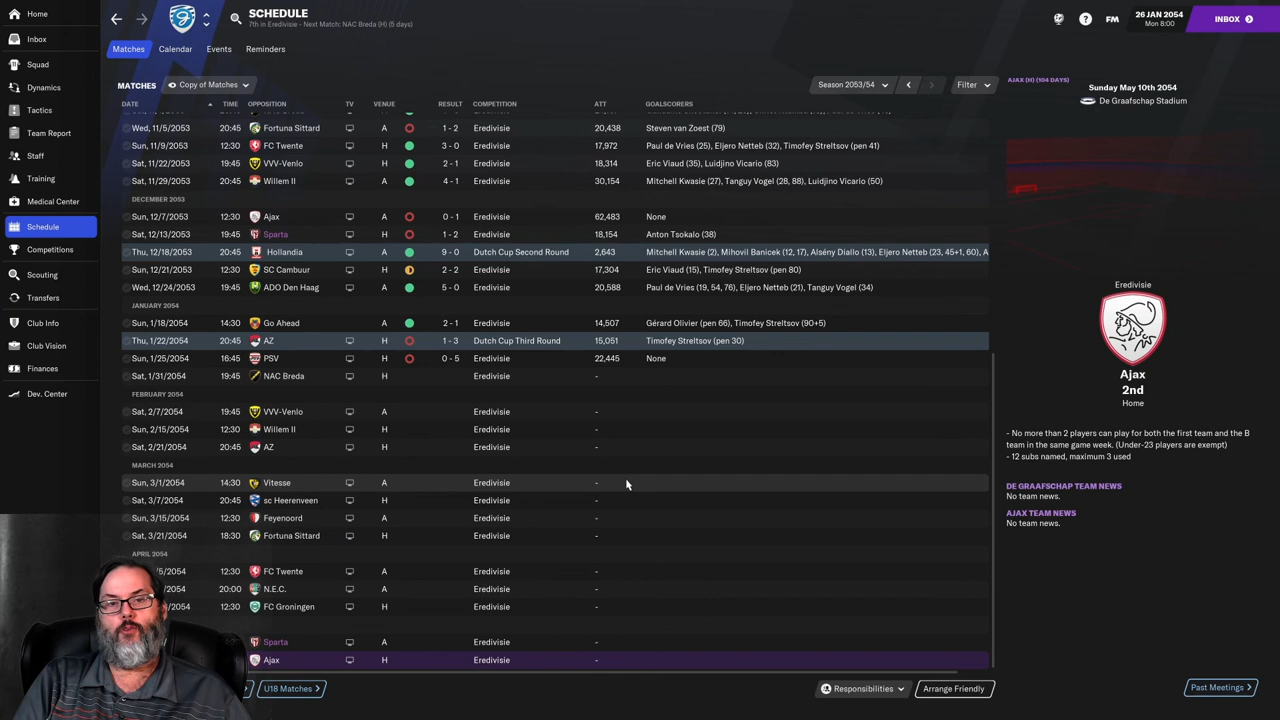 Home
SCHEDULE
7th in Eredivisie - Next Match: NAC Breda (H) (5 days)
FM
26 JAN 2054
Mon 8:00
INBOX
Inbox
Matches Calendar Events Reminders
Squad
Dynamics
MATCHES Copy of Matches Season 2053/54 Filter
AJAX (H) (104 DAYS)
Sunday May 10th 2054
De Graafschap Stadium
DATE TIME OPPOSITION TV VENUE RESULT COMPETITION ATT GOALSCORERS
Tactics
Wed, 11/5/2053 20:45 Fortuna Sittard A 1 - 2 Eredivisie 20,438 Steven van Zoest (79)
Team Report
Sun, 11/9/2053 12:30 FC Twente H 3 - 0 Eredivisie 17,972 Paul de Vries (25), Eljero Netteb (32), Timofey Streltsov (pen 41)
Staff
Sat, 11/22/2053 19:45 VVV-Venlo H 2 - 1 Eredivisie 18,314 Eric Viaud (35), Luidjino Vicario (83)
Training
Sat, 11/29/2053 20:45 Willem II A 4 - 1 Eredivisie 30,154 Mitchell Kwasie (27), Tanguy Vogel (28, 88), Luidjino Vicario (50)
Medical Center
DECEMBER 2053
Sun, 12/7/2053 12:30 Ajax A 0 - 1 Eredivisie 62,483 None
Schedule
Sat, 12/13/2053 19:45 Sparta H 1 - 2 Eredivisie 18,154 Anton Tsokalo (38)
Competitions
Thu, 12/18/2053 20:45 Hollandia A 9 - 0 Dutch Cup Second Round 2,643 Mitchell Kwasie (2), Mihovil Banicek (12, 17), Alsény Diallo (13), Eljero Netteb (23, 45+1, 60), A
Sun, 12/21/2053 12:30 SC Cambuur H 2 - 2 Eredivisie 17,304 Eric Viaud (15), Timofey Streltsov (pen 80)
Scouting
Wed, 12/24/2053 19:45 ADO Den Haag A 5 - 0 Eredivisie 20,588 Paul de Vries (19, 54, 76), Eljero Netteb (21), Tanguy Vogel (34)
Transfers
JANUARY 2054
Club Info
Sun, 1/18/2054 14:30 Go Ahead A 2 - 1 Eredivisie 14,507 Gérard Olivier (pen 66), Timofey Streltsov (90+5)
Thu, 1/22/2054 20:45 AZ H 1 - 3 Dutch Cup Third Round 15,051 Timofey Streltsov (pen 30)
Club Vision
Sun, 1/25/2054 16:45 PSV H 0 - 5 Eredivisie 22,445 None
Finances
Sat, 1/31/2054 19:45 NAC Breda H Eredivisie -
Dev. Center
FEBRUARY 2054
Sat, 2/7/2054 19:45 VVV-Venlo A Eredivisie -
Sun, 2/15/2054 12:30 Willem II H Eredivisie -
Sat, 2/21/2054 20:45 AZ H Eredivisie -
MARCH 2054
Sun, 3/1/2054 14:30 Vitesse A Eredivisie -
Sat, 3/7/2054 20:45 sc Heerenveen H Eredivisie -
Sun, 3/15/2054 12:30 Feyenoord A Eredivisie -
Sat, 3/21/2054 18:30 Fortuna Sittard H Eredivisie -
APRIL 2054
/5/2054 12:30 FC Twente A Eredivisie -
/2054 20:00 N.E.C. A Eredivisie -
/2054 12:30 FC Groningen H Eredivisie -
Sparta A Eredivisie -
Ajax H Eredivisie -
Eredivisie
Ajax
2nd
Home
- No more than 2 players can play for both the first team and the B
team in the same game week. (Under-23 players are exempt)
- 12 subs named, maximum 3 used
DE GRAAFSCHAP TEAM NEWS
No team news.
AJAX TEAM NEWS
No team news.
U18 Matches Responsibilities Arrange Friendly Past Meetings